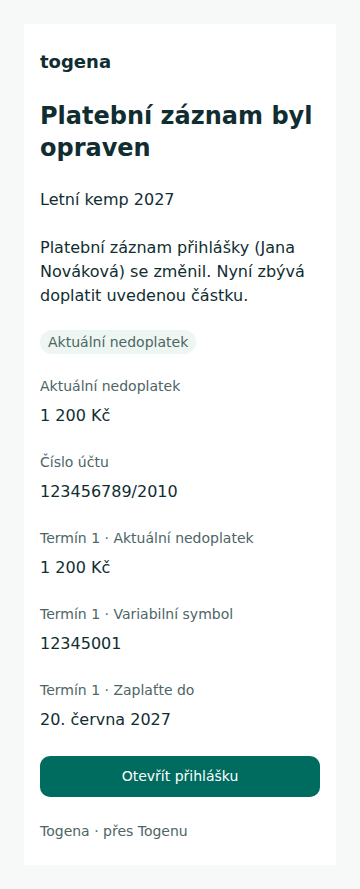 togena
Platební záznam byl
opraven
Letní kemp 2027
Platební záznam přihlášky (Jana
Nováková) se změnil. Nyní zbývá
doplatit uvedenou částku.
Aktuální nedoplatek
Aktuální nedoplatek
1 200 Kč
Číslo účtu
123456789/2010
Termín 1 · Aktuální nedoplatek
1 200 Kč
Termín 1 · Variabilní symbol
12345001
Termín 1 · Zaplaťte do
20. června 2027
Otevřít přihlášku
Togena · přes Togenu